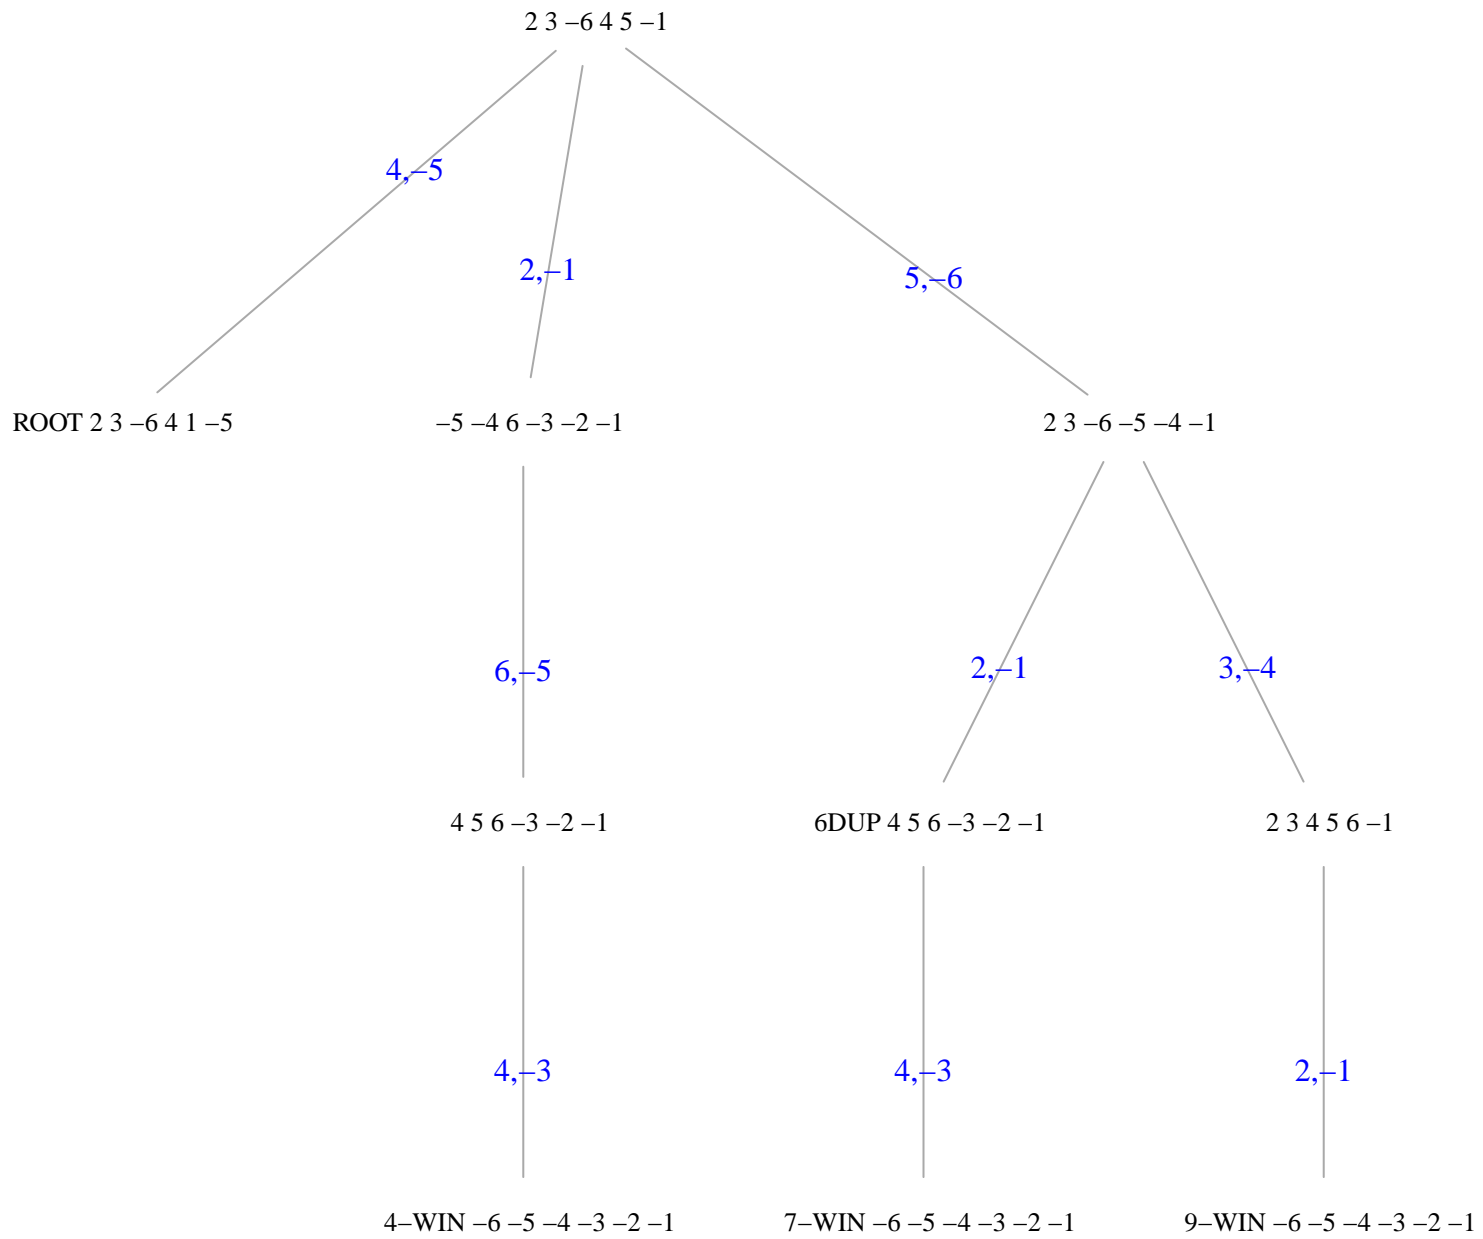 2 3 –6 4 5 –1
4,–5
2,–1
5,–6
ROOT 2 3 –6 4 1 –5
–5 –4 6 –3 –2 –1
2 3 –6 –5 –4 –1
6,–5
2,–1
3,–4
4 5 6 –3 –2 –1
6DUP 4 5 6 –3 –2 –1
2 3 4 5 6 –1
4,–3
4,–3
2,–1
4–WIN –6 –5 –4 –3 –2 –1
7–WIN –6 –5 –4 –3 –2 –1
9–WIN –6 –5 –4 –3 –2 –1